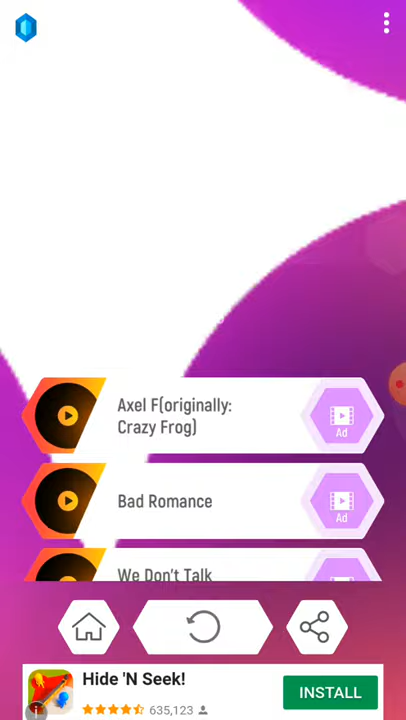 Axel F(originally:
Crazy Frog)
Ad
Bad Romance
Ad
We Don't Talk
Hide 'N Seek!
635,123
INSTALL